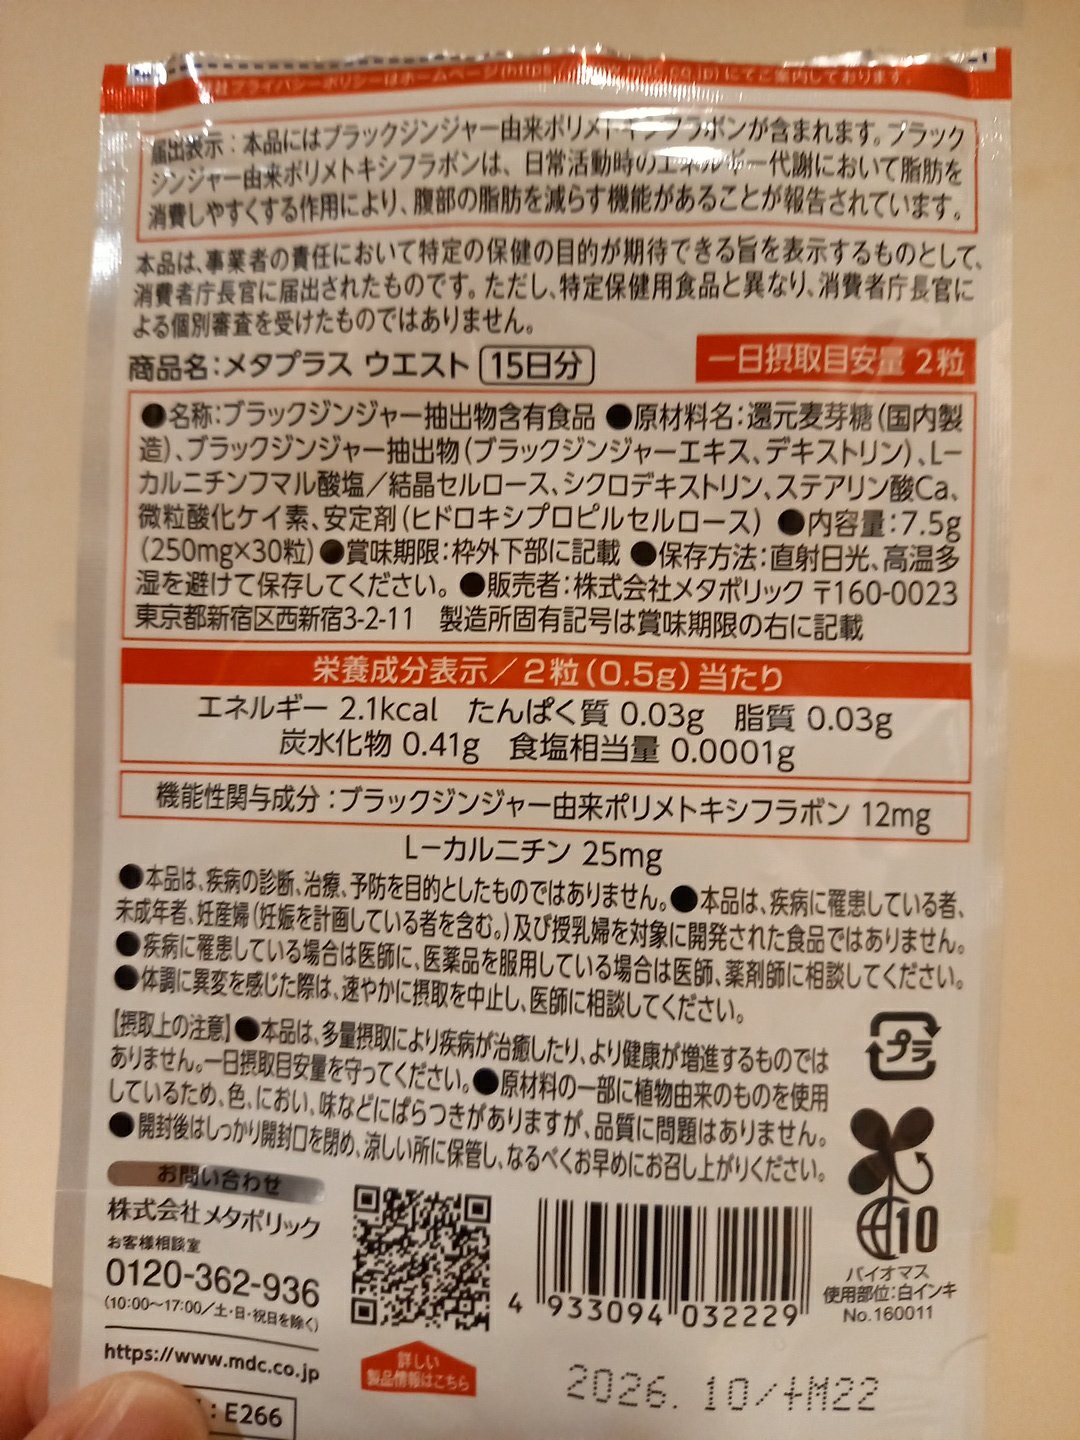 プライバシーポリシーはホームページ(https://www.mdc.co.jp)にてご案内しております。
届出表示：本品にはブラックジンジャー由来ポリメトキシフラボンが含まれます。ブラック
ジンジャー由来ポリメトキシフラボンは、日常活動時のエネルギー代謝において脂肪を
消費しやすくする作用により、腹部の脂肪を減らす機能があることが報告されています。
本品は、事業者の責任において特定の保健の目的が期待できる旨を表示するものとして、
消費者庁長官に届出されたものです。ただし、特定保健用食品と異なり、消費者庁長官に
よる個別審査を受けたものではありません。
商品名：メタプラス ウエスト 15日分
一日摂取目安量 2粒
●名称：ブラックジンジャー抽出物含有食品 ●原材料名：還元麦芽糖（国内製
造）、ブラックジンジャー抽出物（ブラックジンジャーエキス、デキストリン）、L-
カルニチンフマル酸塩／結晶セルロース、シクロデキストリン、ステアリン酸Ca、
微粒酸化ケイ素、安定剤（ヒドロキシプロピルセルロース） ●内容量：7.5g
（250mg×30粒）●賞味期限：枠外下部に記載 ●保存方法：直射日光、高温多
湿を避けて保存してください。●販売者：株式会社メタボリック 〒160-0023
東京都新宿区西新宿3-2-11 製造所固有記号は賞味期限の右に記載
栄養成分表示／2粒（0.5g）当たり
エネルギー 2.1kcal たんぱく質 0.03g 脂質 0.03g
炭水化物 0.41g 食塩相当量 0.0001g
機能性関与成分：ブラックジンジャー由来ポリメトキシフラボン 12mg
L-カルニチン 25mg
●本品は、疾病の診断、治療、予防を目的としたものではありません。●本品は、疾病に罹患している者、
未成年者、妊産婦（妊娠を計画している者を含む。）及び授乳婦を対象に開発された食品ではありません。
●疾病に罹患している場合は医師に、医薬品を服用している場合は医師、薬剤師に相談してください。
●体調に異変を感じた際は、速やかに摂取を中止し、医師に相談してください。
【摂取上の注意】●本品は、多量摂取により疾病が治癒したり、より健康が増進するものでは
ありません。一日摂取目安量を守ってください。●原材料の一部に植物由来のものを使用
しているため、色、におい、味などにばらつきがありますが、品質に問題はありません。
●開封後はしっかり開封口を閉め、涼しい所に保管し、なるべくお早めにお召し上がりください。
プラ
お問い合わせ
株式会社メタボリック
お客様相談室
0120-362-936
（10:00～17:00／土・日・祝日を除く）
https://www.mdc.co.jp
：E266
詳しい
製品情報はこちら
4 933094 032229
10
バイオマス
使用部位：白インキ
No.160011
2026.10/+M22